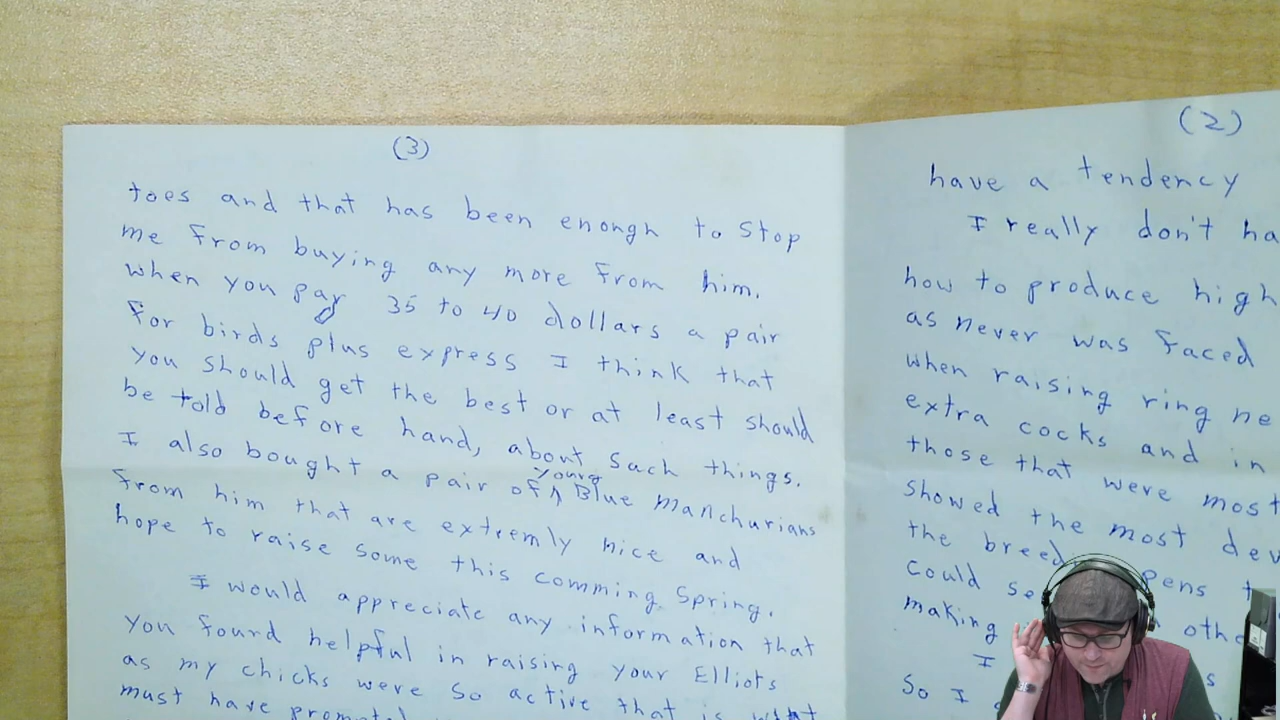 (3)
toes and that has been enough to stop
me from buying any more from him.
when you pay 35 to 40 dollars a pair
for birds plus express I think that
you should get the best or at least should
be told before hand, about such things.
I also bought a pair of ^ young Blue Manchurians
from him that are extremly nice and
hope to raise some this comming Spring.
I would appreciate any information that
you found helpful in raising your Elliots
as my chicks were so active that is what
must have
(2)
have a tendency
I really don't ha
how to produce high
as never was faced
when raising ring ne
extra cocks and in
those that were most
showed the most dev
the breed pens t
could se
making othe
I s
So I